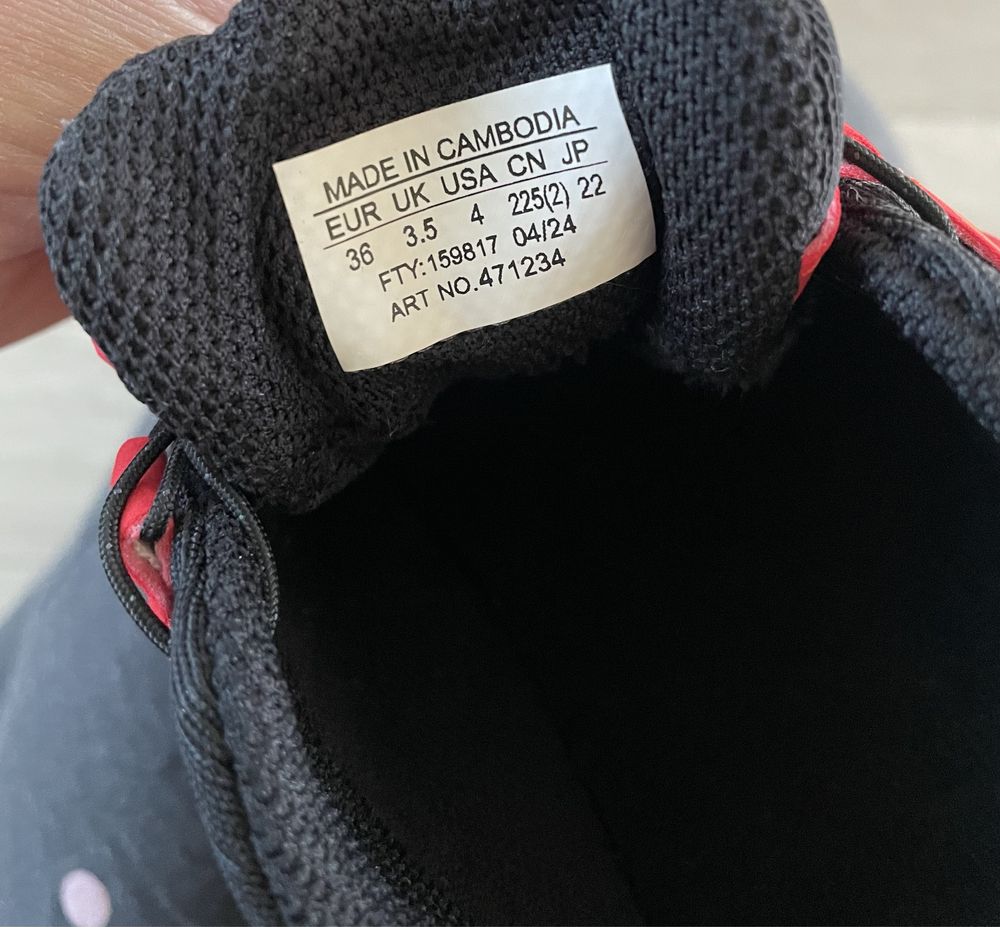 MADE IN CAMBODIA
EUR UK USA CN JP
36 3.5 4 225(2) 22
FTY:159817 04/24
ART NO.471234